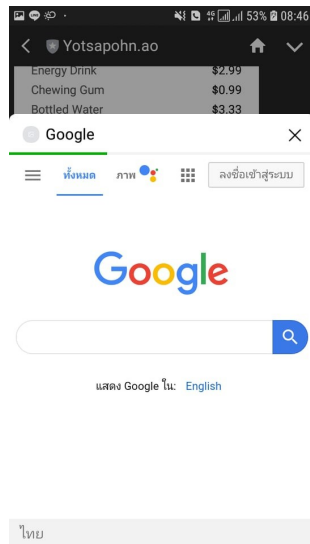 53% 08:46
Yotsapohn.ao
Energy Drink $2.99
Chewing Gum $0.99
Bottled Water $3.33
Google
ทั้งหมด ภาพ ลงชื่อเข้าสู่ระบบ
Google
แสดง Google ใน: English
ไทย